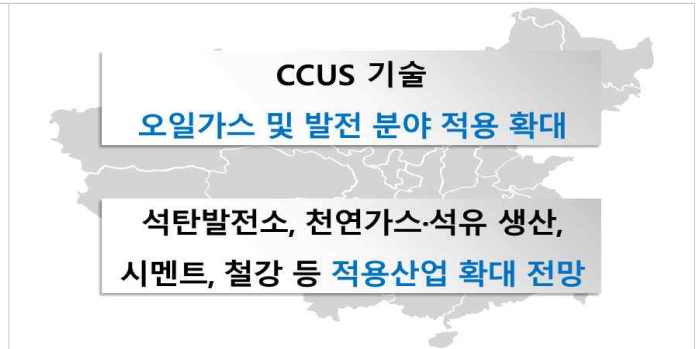 CCUS 기술
오일가스 및 발전 분야 적용 확대
석탄발전소, 천연가스·석유 생산,
시멘트, 철강 등 적용산업 확대 전망